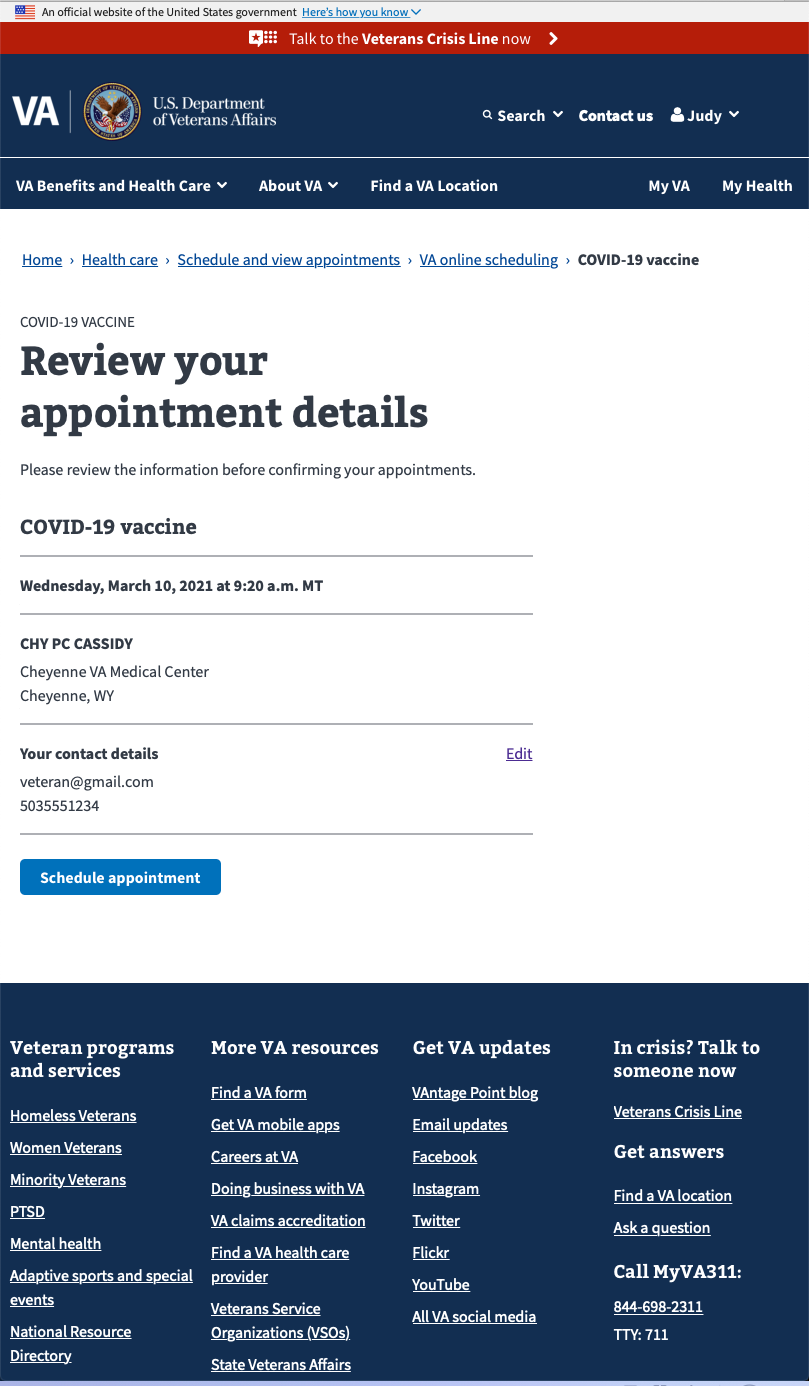 An official website of the United States government Here's how you know
Talk to the Veterans Crisis Line now
VA
U.S. Department
of Veterans Affairs
Search Contact us Judy
VA Benefits and Health Care About VA Find a VA Location My VA My Health
Home › Health care › Schedule and view appointments › VA online scheduling › COVID-19 vaccine
COVID-19 VACCINE
Review your
appointment details
Please review the information before confirming your appointments.
COVID-19 vaccine
Wednesday, March 10, 2021 at 9:20 a.m. MT
CHY PC CASSIDY
Cheyenne VA Medical Center
Cheyenne, WY
Your contact details Edit
veteran@gmail.com
5035551234
Schedule appointment
Veteran programs
and services
Homeless Veterans
Women Veterans
Minority Veterans
PTSD
Mental health
Adaptive sports and special
events
National Resource
Directory
More VA resources
Find a VA form
Get VA mobile apps
Careers at VA
Doing business with VA
VA claims accreditation
Find a VA health care
provider
Veterans Service
Organizations (VSOs)
State Veterans Affairs
Get VA updates
VAntage Point blog
Email updates
Facebook
Instagram
Twitter
Flickr
YouTube
All VA social media
In crisis? Talk to
someone now
Veterans Crisis Line
Get answers
Find a VA location
Ask a question
Call MyVA311:
844-698-2311
TTY: 711